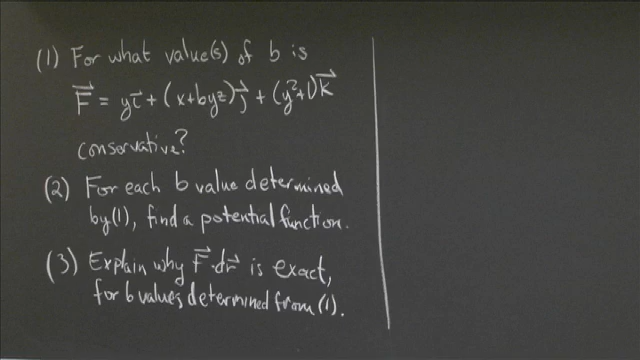 (1) For what value(s) of b is
F⃗ = yi⃗ + (x+byz)j⃗ + (y²+1)k⃗
conservative?
(2) For each b value determined
by (1), find a potential function.
(3) Explain why F⃗·dr⃗ is exact,
for b values determined from (1).